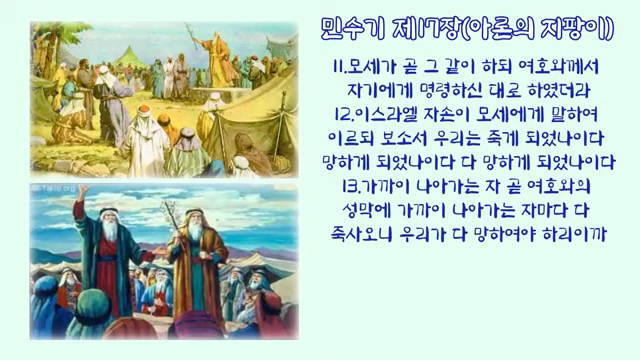 민수기 제17장(아론의 지팡이)
11.모세가 곧 그 같이 하되 여호와께서
자기에게 명령하신 대로 하였더라
12.이스라엘 자손이 모세에게 말하여
이르되 보소서 우리는 죽게 되었나이다
망하게 되었나이다 다 망하게 되었나이다
13.가까이 나아가는 자 곧 여호와의
성막에 가까이 나아가는 자마다 다
죽사오니 우리가 다 망하여야 하리이까